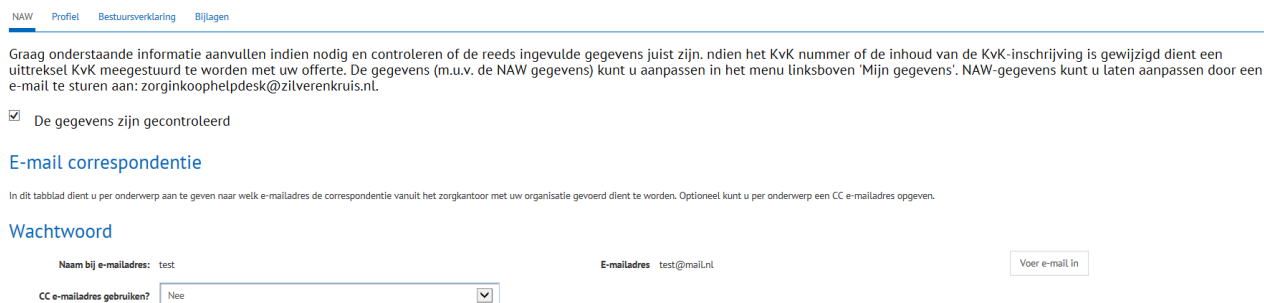 NAW Profiel Bestuursverklaring Bijlagen
Graag onderstaande informatie aanvullen indien nodig en controleren of de reeds ingevulde gegevens juist zijn. ndien het KvK nummer of de inhoud van de KvK-inschrijving is gewijzigd dient een
uittreksel KvK meegestuurd te worden met uw offerte. De gegevens (m.u.v. de NAW gegevens) kunt u aanpassen in het menu linksboven 'Mijn gegevens'. NAW-gegevens kunt u laten aanpassen door een
e-mail te sturen aan: zorginkoophelpdesk@zilverenkruis.nl.
De gegevens zijn gecontroleerd
E-mail correspondentie
In dit tabblad dient u per onderwerp aan te geven naar welk e-mailadres de correspondentie vanuit het zorgkantoor met uw organisatie gevoerd dient te worden. Optioneel kunt u per onderwerp een CC e-mailadres opgeven.
Wachtwoord
Naam bij e-mailadres: test E-mailadres test@mail.nl Voer e-mail in
CC e-mailadres gebruiken? Nee